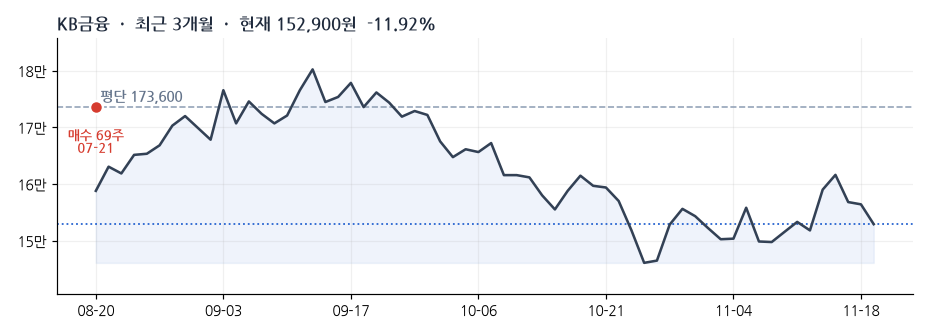 KB금융 · 최근 3개월 · 현재 152,900원 -11.92%
18만
평단 173,600
17만
매수 69주
07-21
16만
15만
08-20 09-03 09-17 10-06 10-21 11-04 11-18